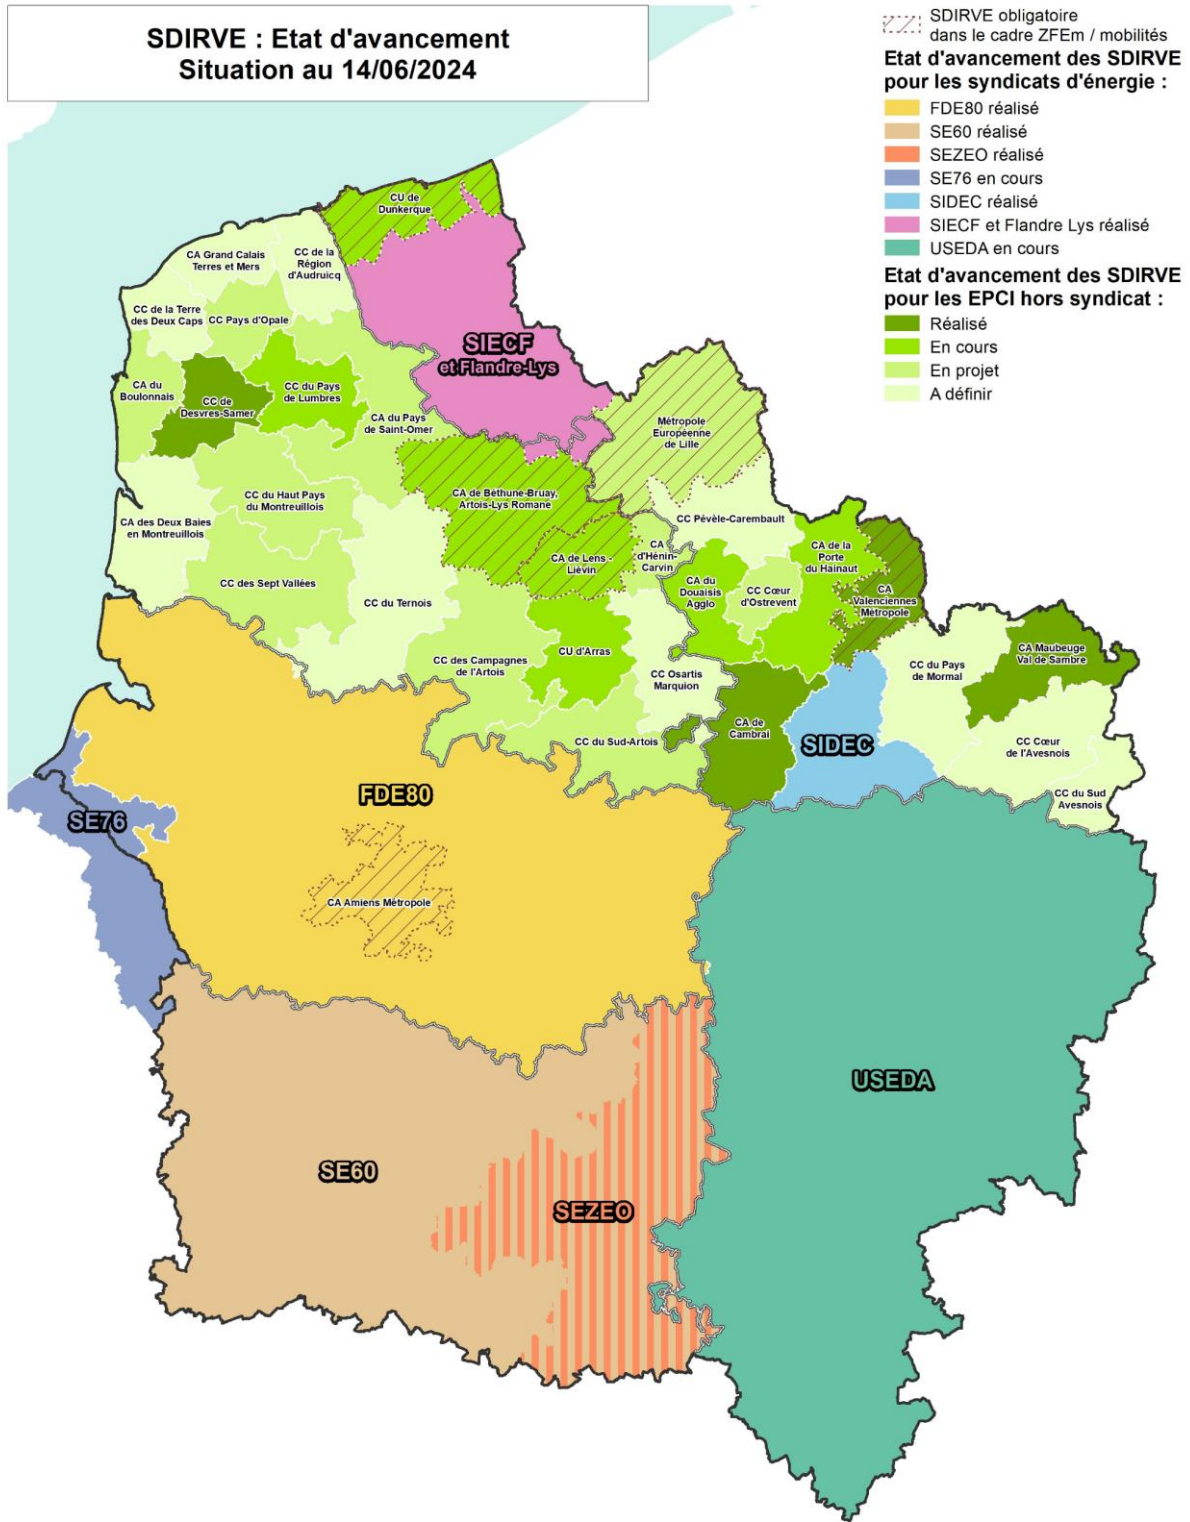 SDIRVE : Etat d'avancement
Situation au 14/06/2024
SDIRVE obligatoire
dans le cadre ZFEm / mobilités
Etat d'avancement des SDIRVE
pour les syndicats d'énergie :
FDE80 réalisé
SE60 réalisé
SEZEO réalisé
SE76 en cours
SIDEC réalisé
SIECF et Flandre Lys réalisé
USEDA en cours
Etat d'avancement des SDIRVE
pour les EPCI hors syndicat :
Réalisé
En cours
En projet
A définir
CU de
Dunkerque
CA Grand Calais
Terres et Mers
CC de la
Région
d'Audruicq
CC de la Terre
des Deux Caps
CC Pays d'Opale
SIECF
et Flandre-Lys
CA du
Boulonnais
CC de
Desvres-Samer
CC du Pays
de Lumbres
CA du Pays
de Saint-Omer
Métropole
Européenne
de Lille
CC du Haut Pays
du Montreuillois
CA de Béthune-Bruay,
Artois-Lys Romane
CA des Deux Baies
en Montreuillois
CC Pévèle-Carembault
CA de Lens -
Liévin
CA
d'Hénin-
Carvin
CA de la
Porte
du Hainaut
CC des Sept Vallées
CC du Ternois
CA du
Douaisis
Agglo
CC Cœur
d'Ostrevent
CA
Valenciennes
Métropole
CC des Campagnes
de l'Artois
CU d'Arras
CC Osartis
Marquion
CC du Pays
de Mormal
CA Maubeuge
Val de Sambre
CC du Sud-Artois
CA de
Cambrai
SIDEC
CC Cœur
de l'Avesnois
CC du Sud
Avesnois
FDE80
SE76
CA Amiens Métropole
USEDA
SE60
SEZEO